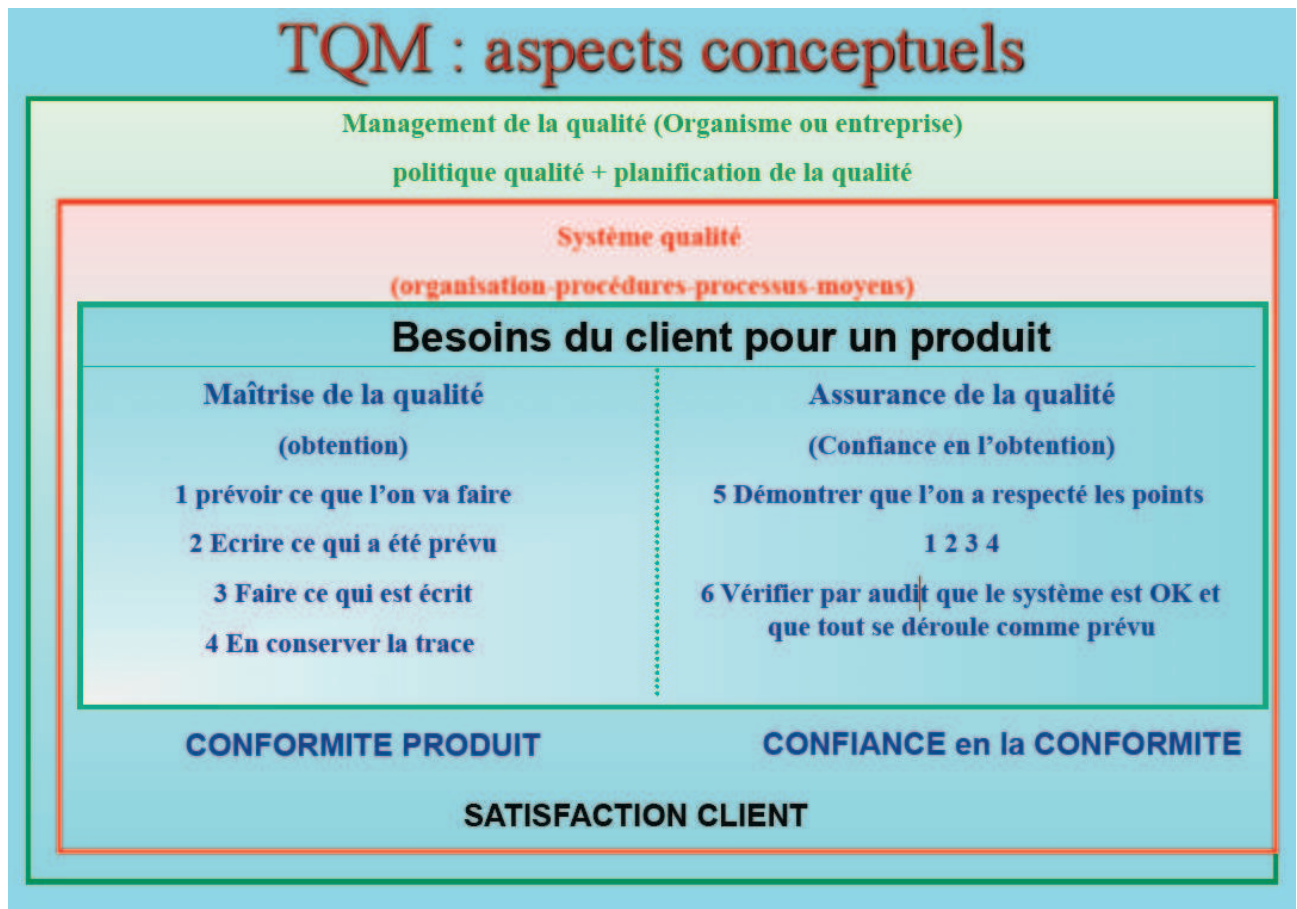 TQM : aspects conceptuels
Management de la qualité (Organisme ou entreprise)
politique qualité + planification de la qualité
Système qualité
(organisation-procédures-processus-moyens)
Besoins du client pour un produit
Maîtrise de la qualité
(obtention)
1 prévoir ce que l'on va faire
2 Ecrire ce qui a été prévu
3 Faire ce qui est écrit
4 En conserver la trace
Assurance de la qualité
(Confiance en l'obtention)
5 Démontrer que l'on a respecté les points
1 2 3 4
6 Vérifier par audit que le système est OK et
que tout se déroule comme prévu
CONFORMITE PRODUIT
CONFIANCE en la CONFORMITE
SATISFACTION CLIENT